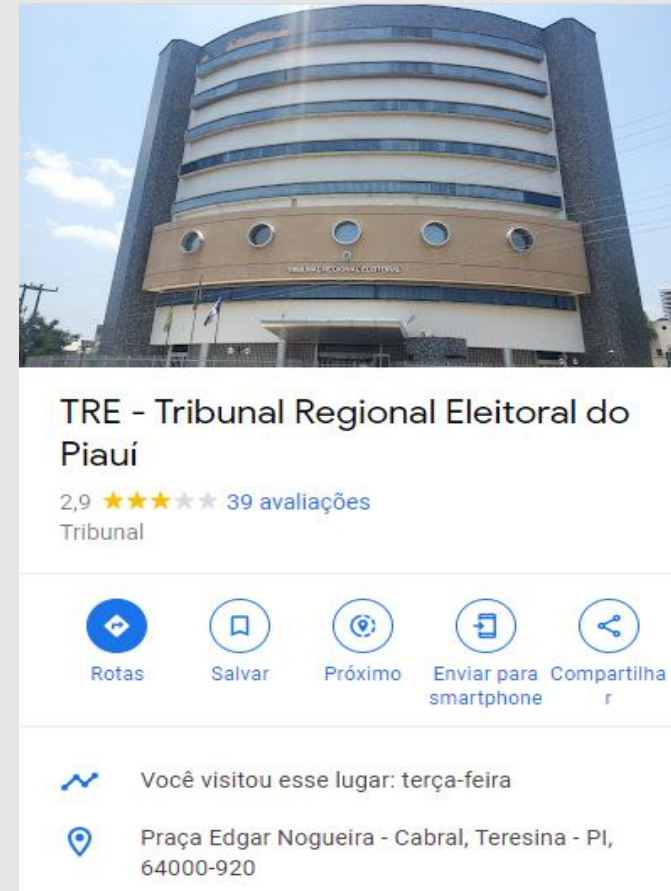 TRIBUNAL REGIONAL ELEITORAL
TRE - Tribunal Regional Eleitoral do
Piauí
2,9 ★★★★★ 39 avaliações
Tribunal
Rotas
Salvar
Próximo
Enviar para
smartphone
Compartilha
r
Você visitou esse lugar: terça-feira
Praça Edgar Nogueira - Cabral, Teresina - PI,
64000-920